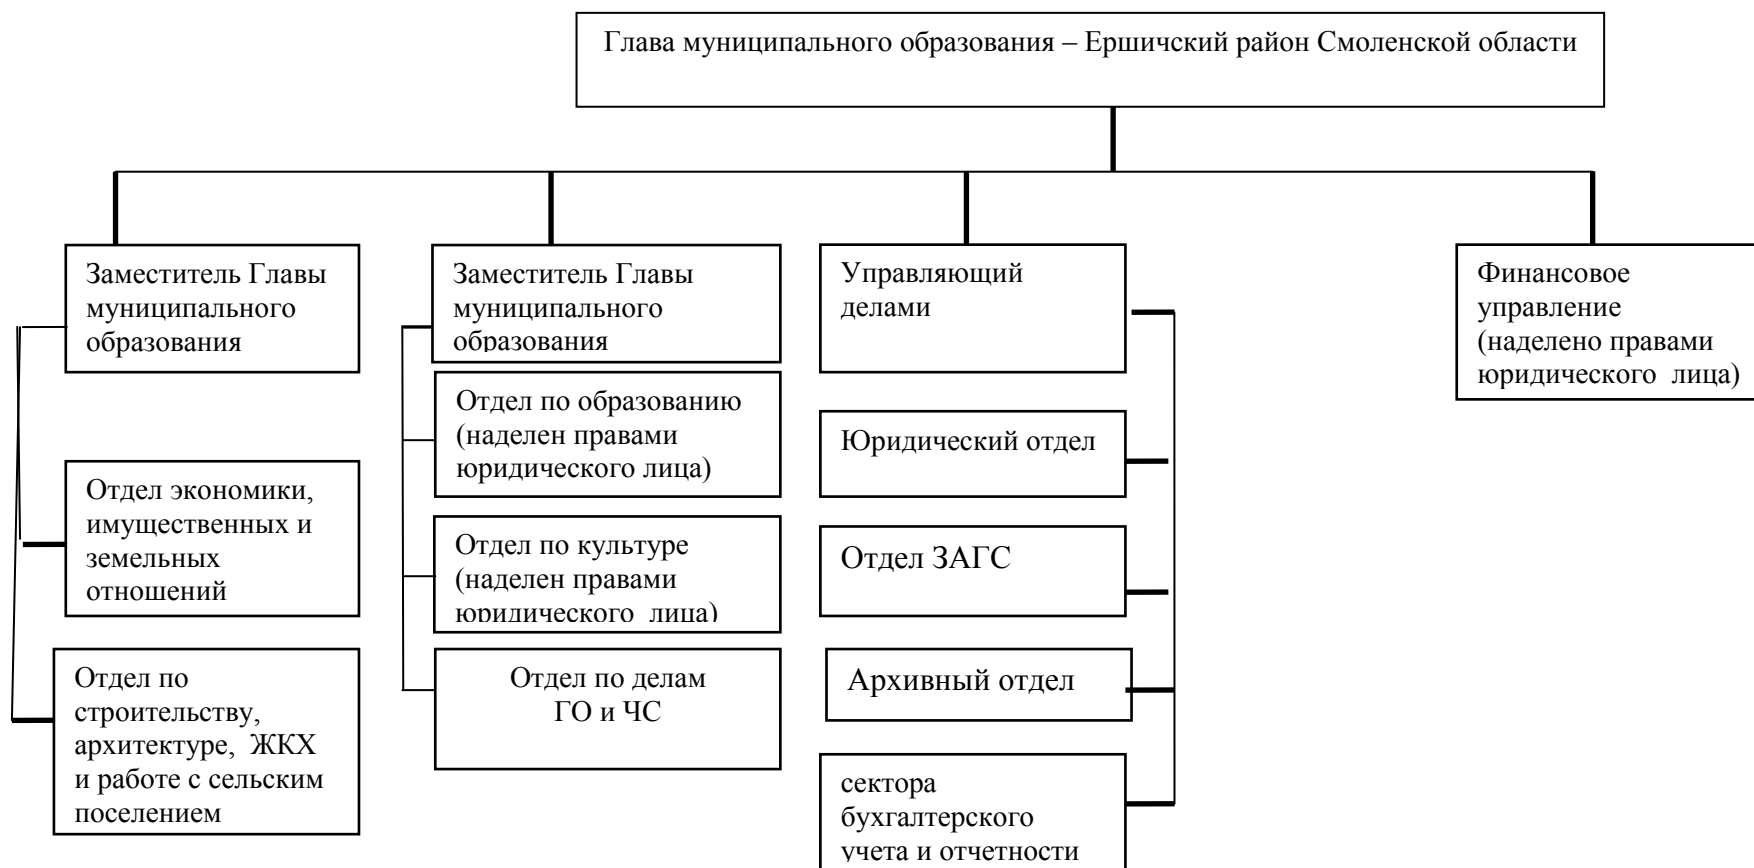 Глава муниципального образования – Ершичский район Смоленской области
Заместитель Главы
муниципального
образования
Отдел экономики,
имущественных и
земельных
отношений
Отдел по
строительству,
архитектуре, ЖКХ
и работе с сельским
поселением
Заместитель Главы
муниципального
образования
Отдел по образованию
(наделен правами
юридического лица)
Отдел по культуре
(наделен правами
юридического лица)
Отдел по делам
ГО и ЧС
Управляющий
делами
Юридический отдел
Отдел ЗАГС
Архивный отдел
сектора
бухгалтерского
учета и отчетности
Финансовое
управление
(наделено правами
юридического лица)